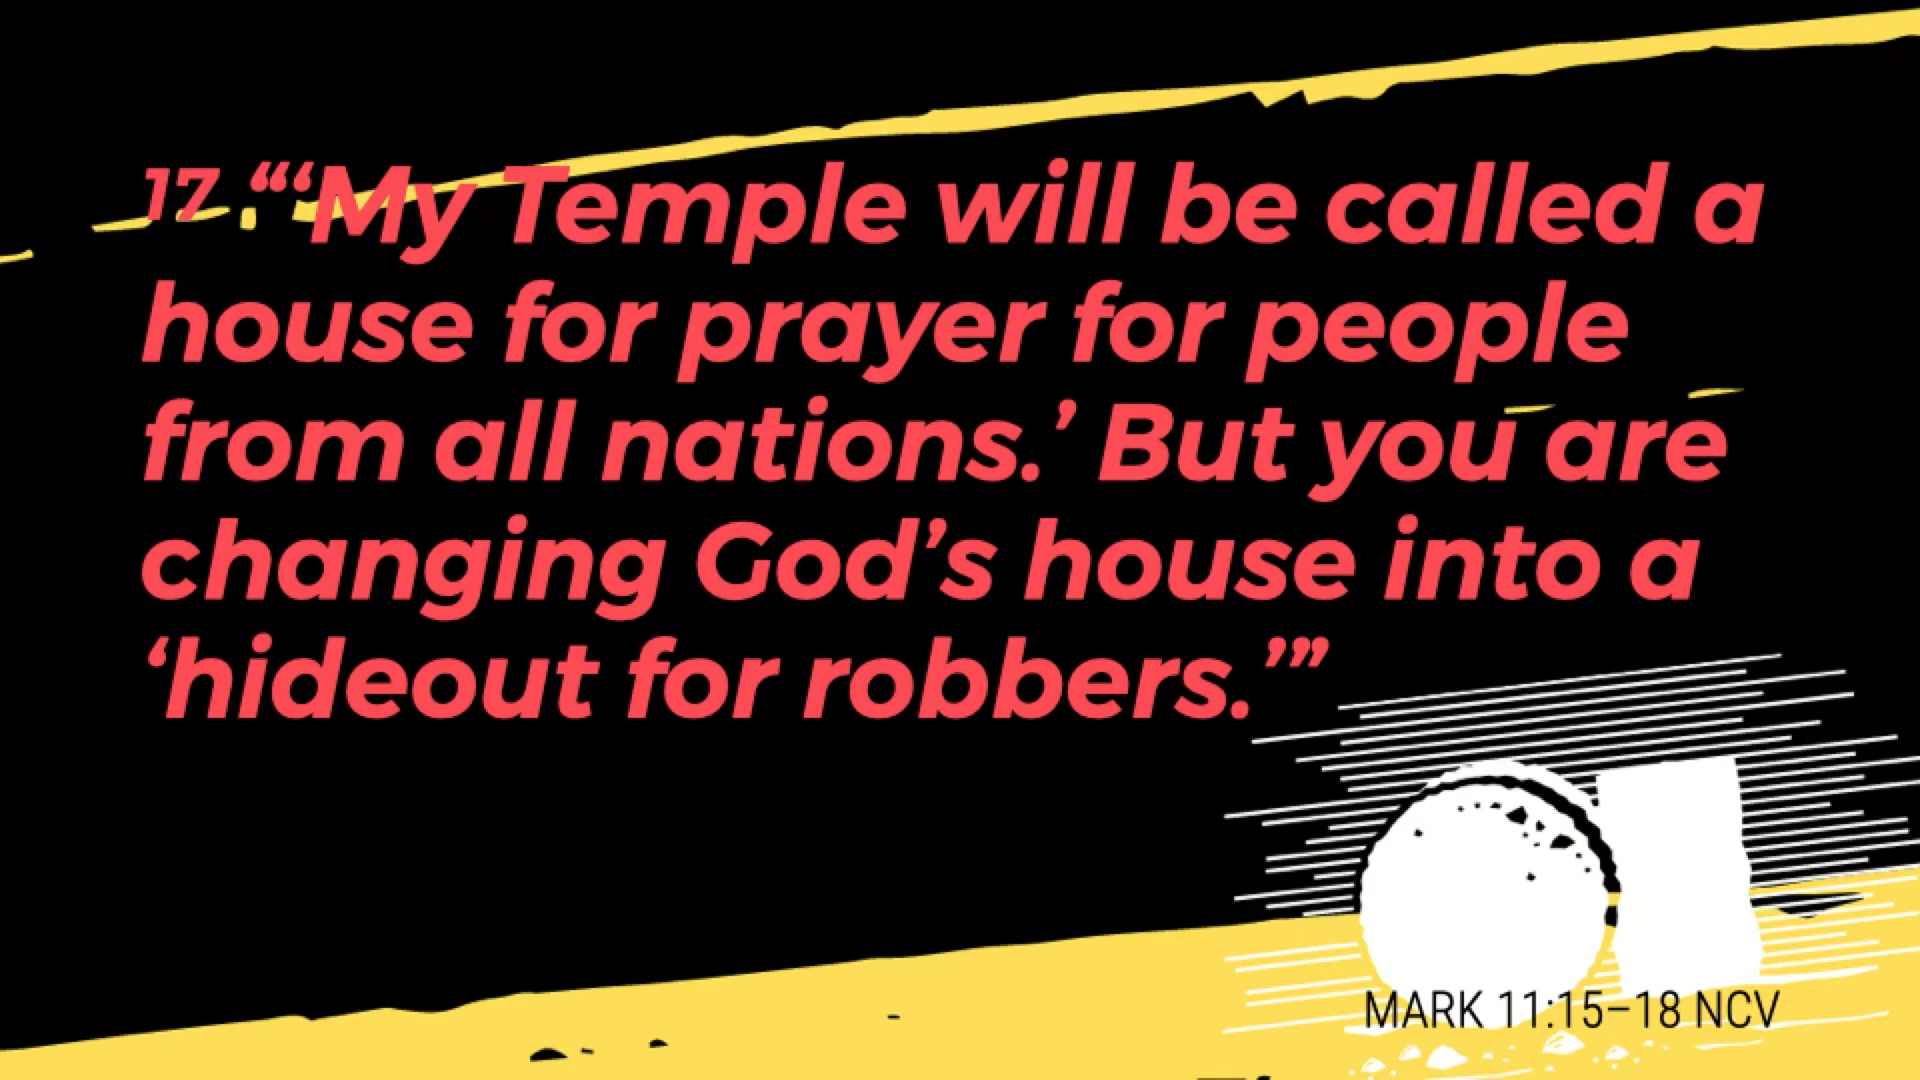 17 “‘My Temple will be called a
house for prayer for people
from all nations.’ But you are
changing God’s house into a
‘hideout for robbers.’”
MARK 11:15–18 NCV